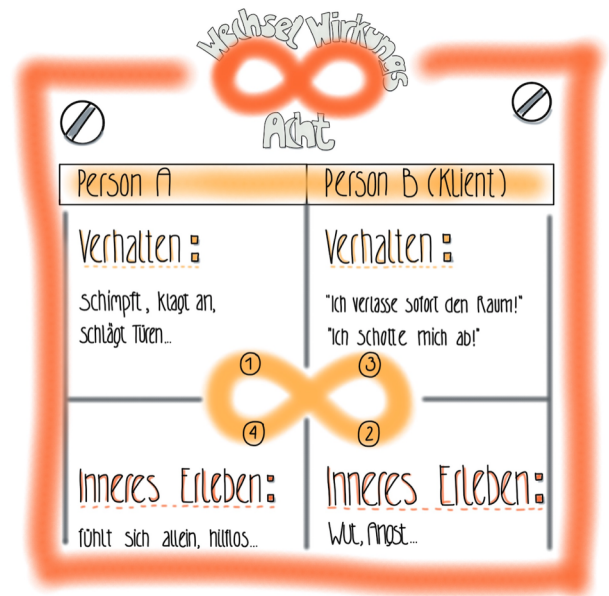 Wechsel Wirkungs
Acht
Person A
Person B (Klient)
Verhalten:
schimpft, klagt an,
schlägt Türen...
Verhalten:
"Ich verlasse sofort den Raum!"
"Ich schotte mich ab!"
1
3
4
2
Inneres Erleben:
fühlt sich allein, hilflos...
Inneres Erleben:
Wut, Angst...